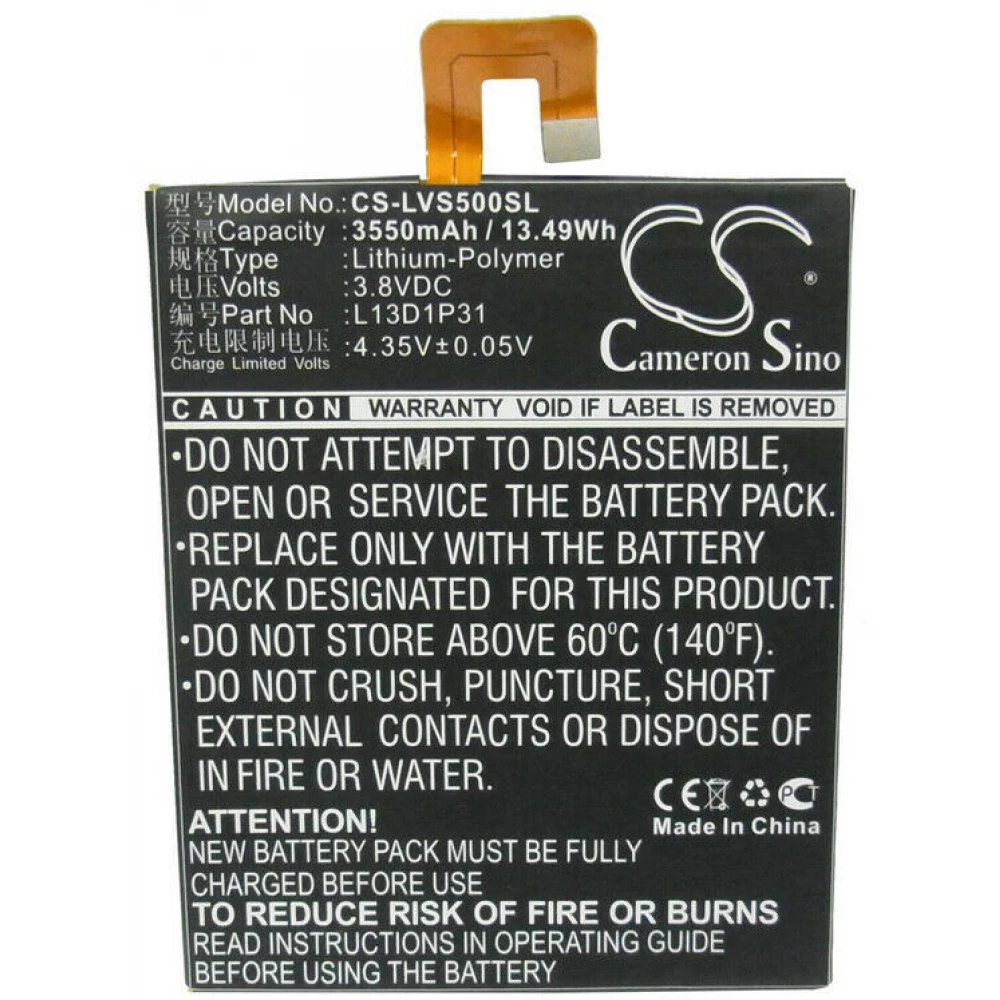 型号Model No.: CS-LVS500SL
容量Capacity :3550mAh / 13.49Wh
规格Type :Lithium-Polymer
电压Volts :3.8VDC
编号Part No :L13D1P31
充电限制电压 :4.35V±0.05V
Charge Limited Volts
CS®
Cameron Sino
CAUTION WARRANTY VOID IF LABEL IS REMOVED
•DO NOT ATTEMPT TO DISASSEMBLE,
OPEN OR SERVICE THE BATTERY PACK.
•REPLACE ONLY WITH THE BATTERY
PACK DESIGNATED FOR THIS PRODUCT.
•DO NOT STORE ABOVE 60°C (140°F).
•DO NOT CRUSH, PUNCTURE, SHORT
EXTERNAL CONTACTS OR DISPOSE OF
IN FIRE OR WATER.
CE PCT
Made In China
ATTENTION!
NEW BATTERY PACK MUST BE FULLY
CHARGED BEFORE USE
TO REDUCE RISK OF FIRE OR BURNS
READ INSTRUCTIONS IN OPERATING GUIDE
BEFORE RECHARGING BATTERY